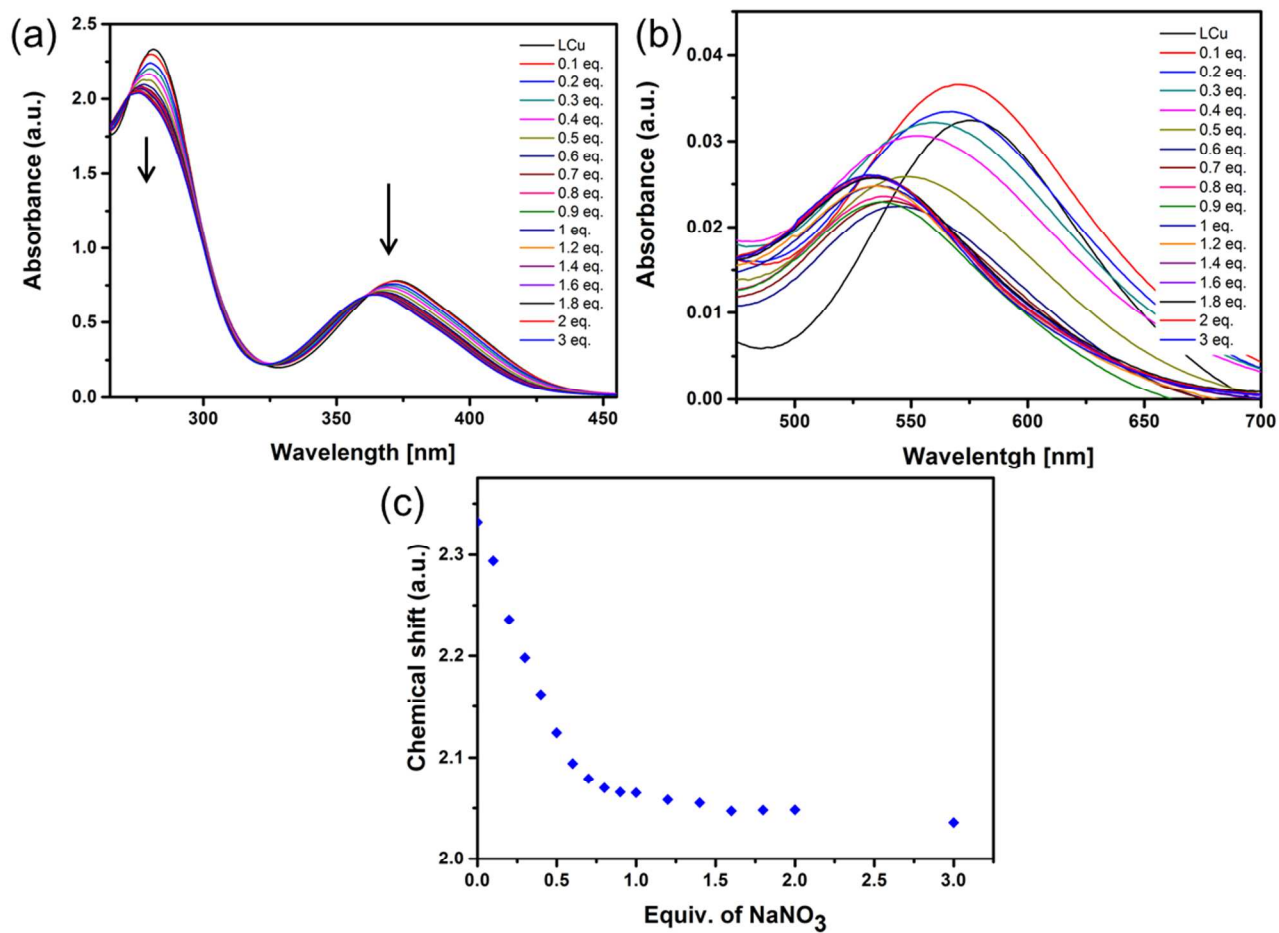 (a)
2.5
2.0
1.5
1.0
0.5
0.0
Absorbance (a.u.)
300
350
400
450
Wavelength [nm]
LCu
0.1 eq.
0.2 eq.
0.3 eq.
0.4 eq.
0.5 eq.
0.6 eq.
0.7 eq.
0.8 eq.
0.9 eq.
1 eq.
1.2 eq.
1.4 eq.
1.6 eq.
1.8 eq.
2 eq.
3 eq.
(b)
0.04
0.03
0.02
0.01
0.00
Absorbance (a.u.)
500
550
600
650
700
Wavelentgh [nm]
LCu
0.1 eq.
0.2 eq.
0.3 eq.
0.4 eq.
0.5 eq.
0.6 eq.
0.7 eq.
0.8 eq.
0.9 eq.
1 eq.
1.2 eq.
1.4 eq.
1.6 eq.
1.8 eq.
2 eq.
3 eq.
(c)
2.3
2.2
2.1
2.0
Chemical shift (a.u.)
0.0
0.5
1.0
1.5
2.0
2.5
3.0
Equiv. of NaNO3